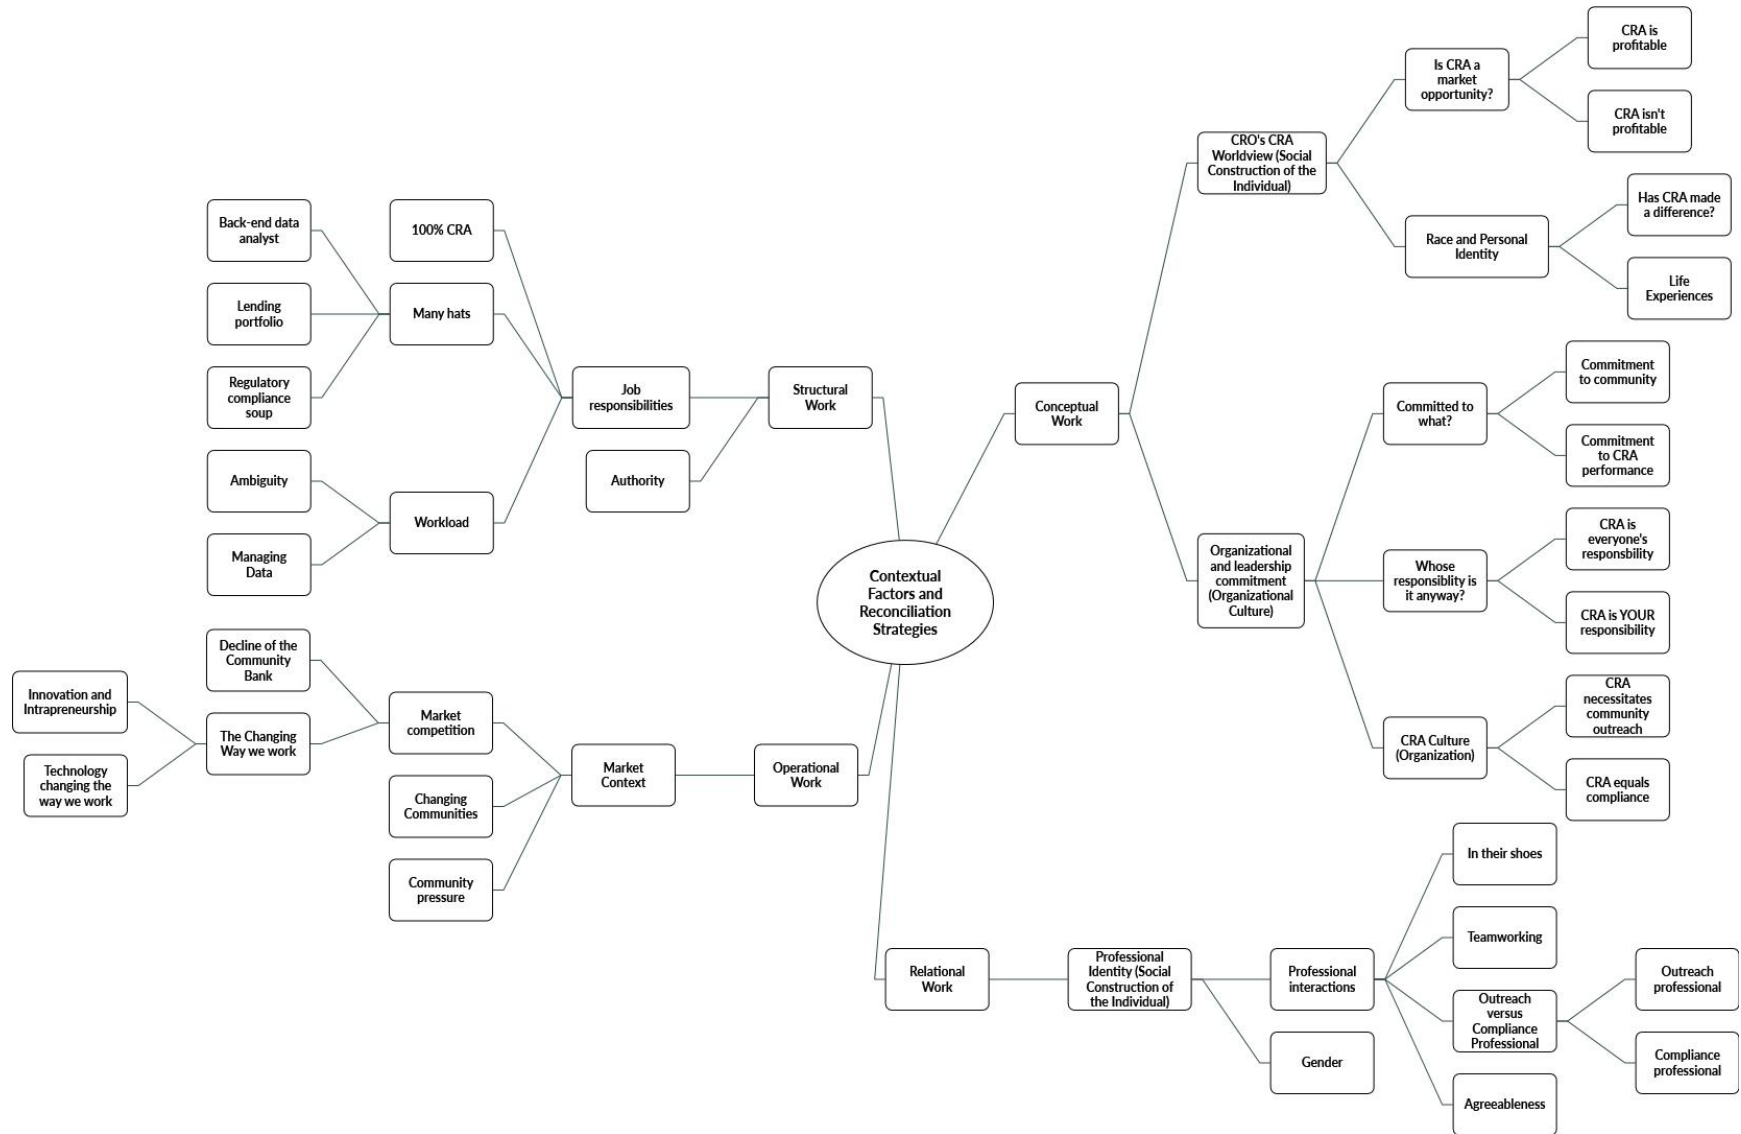 CRA is
profitable
Is CRA a
market
opportunity?
CRA isn't
profitable
CRO's CRA
Worldview (Social
Construction of the
Individual)
Has CRA made
a difference?
Race and Personal
Identity
Life
Experiences
Back-end data
analyst
100% CRA
Lending
portfolio
Many hats
Regulatory
compliance
soup
Job
responsibilities
Structural
Work
Authority
Ambiguity
Workload
Managing
Data
Conceptual
Work
Commitment
to community
Committed to
what?
Commitment
to CRA
performance
Organizational
and leadership
commitment
(Organizational
Culture)
CRA is
everyone's
responsbility
Whose
responsiblity is
it anyway?
CRA is YOUR
responsibility
CRA
necessitates
community
outreach
CRA Culture
(Organization)
CRA equals
compliance
Contextual
Factors and
Reconciliation
Strategies
Decline of the
Community
Bank
Innovation and
Intrapreneurship
The Changing
Way we work
Technology
changing the
way we work
Market
competition
Changing
Communities
Community
pressure
Market
Context
Operational
Work
Relational
Work
Professional
Identity (Social
Construction of
the Individual)
Professional
interactions
Gender
In their shoes
Teamworking
Outreach
versus
Compliance
Professional
Agreeableness
Outreach
professional
Compliance
professional